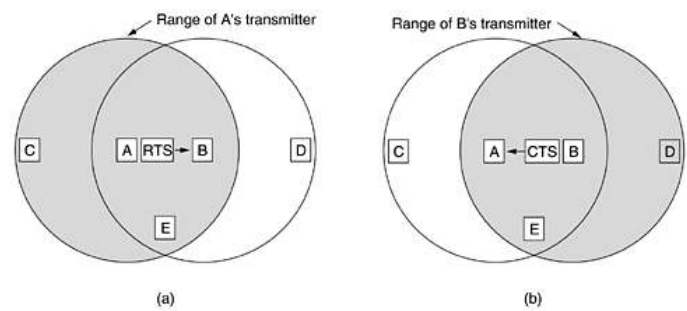 Range of A's transmitter
C
A
RTS
B
D
E
(a)
Range of B's transmitter
C
A
CTS
B
D
E
(b)